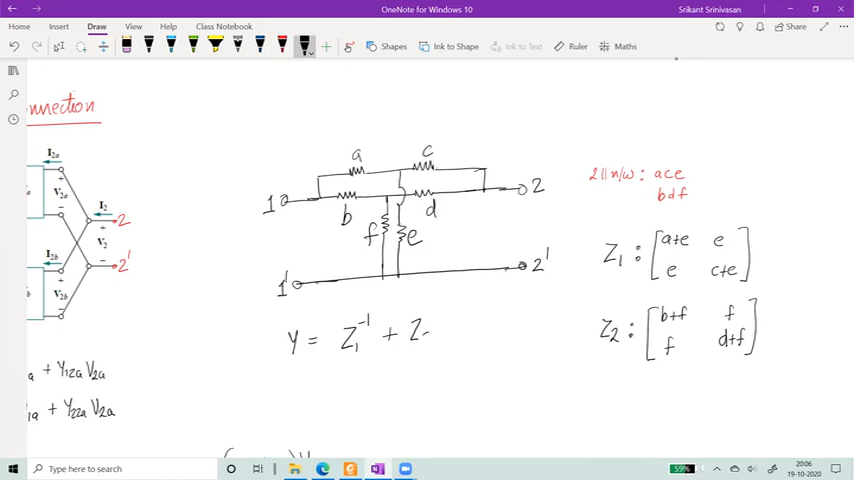 OneNote for Windows 10
Srikant Srinivasan
Home Insert Draw View Help Class Notebook
Share
Shapes Ink to Shape Ink to Text Ruler Maths
nnection
I2a
+
V2a
-
I2
2
+
V2
-
2'
I2b
+
V2b
-
a + Y12a V2a
1a + Y22a V2a
a c
1 2
b d
f e
1' 2'
Y = Z1^-1 + Z
2 || n/w : ace
bdf
Z1 : [a+e e
e c+e]
Z2 : [b+f f
f d+f]
Type here to search
59%
20:06
19-10-2020